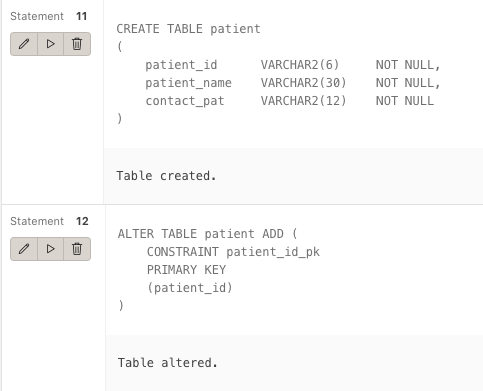 Statement 11
CREATE TABLE patient
(
    patient_id      VARCHAR2(6)     NOT NULL,
    patient_name    VARCHAR2(30)    NOT NULL,
    contact_pat     VARCHAR2(12)    NOT NULL
)
Table created.
Statement 12
ALTER TABLE patient ADD (
    CONSTRAINT patient_id_pk
    PRIMARY KEY
    (patient_id)
)
Table altered.